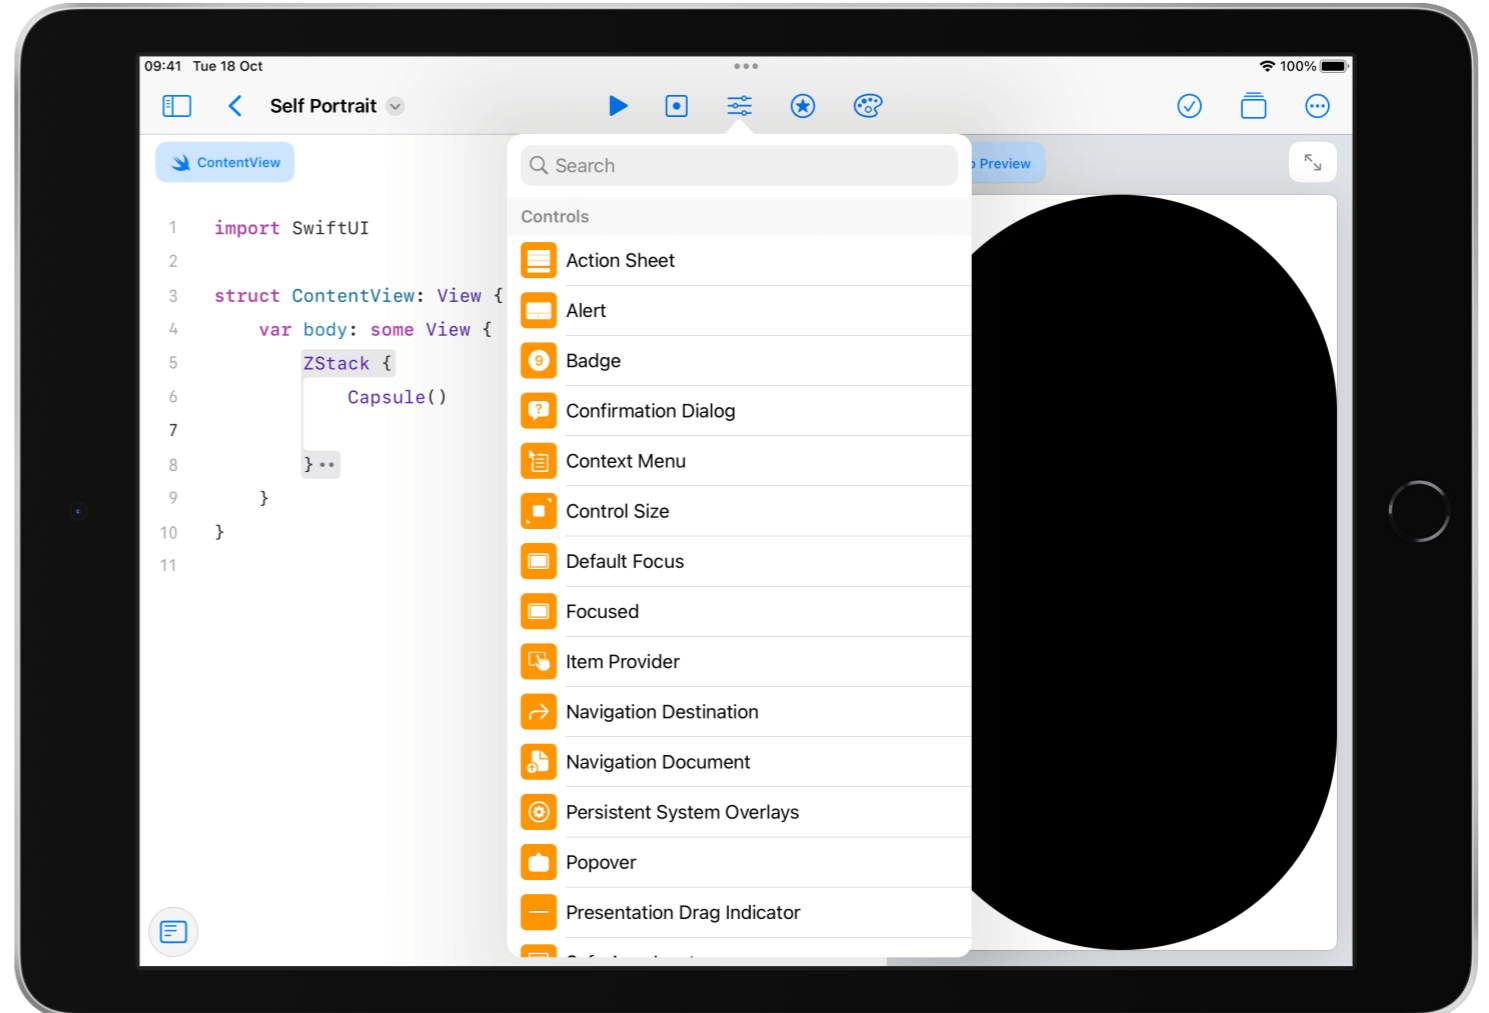 09:41 Tue 18 Oct
100%
Self Portrait
ContentView
Preview
Search
Controls
Action Sheet
Alert
Badge
9
Confirmation Dialog
?
Context Menu
Control Size
Default Focus
Focused
Item Provider
Navigation Destination
Navigation Document
Persistent System Overlays
Popover
Presentation Drag Indicator
1 import SwiftUI
2
3 struct ContentView: View {
4 var body: some View {
5 ZStack {
6 Capsule()
7
8 }
9 }
10 }
11